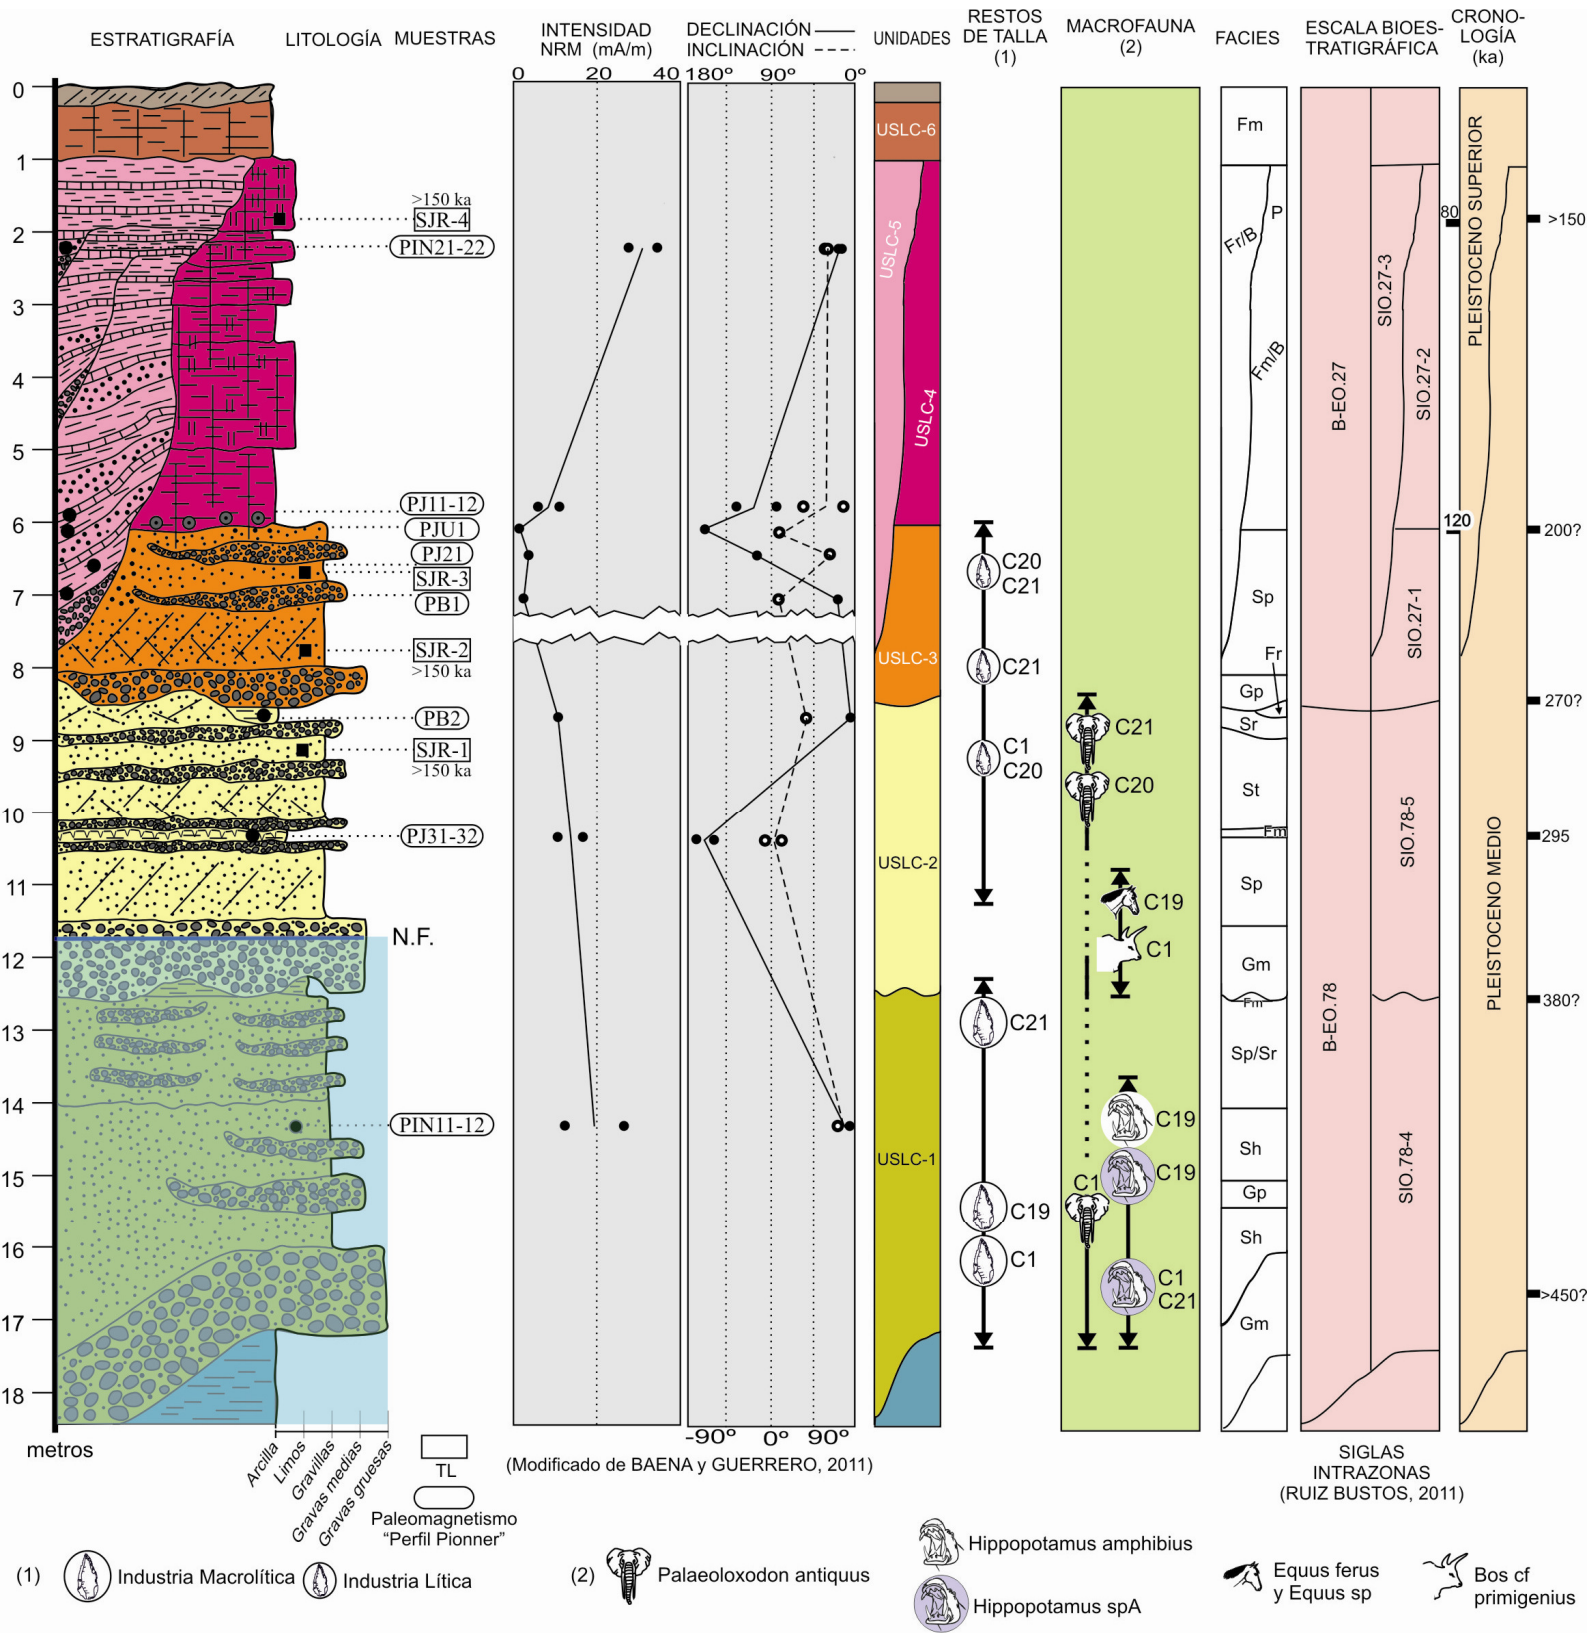 ESTRATIGRAFÍA
LITOLOGÍA
MUESTRAS
INTENSIDAD
NRM (mA/m)
DECLINACIÓN
INCLINACIÓN
UNIDADES
RESTOS
DE TALLA
(1)
MACROFAUNA
(2)
FACIES
ESCALA BIOES-
TRATIGRÁFICA
CRONO-
LOGÍA
(ka)
0
20
40
180º
90º
0º
0
1
2
3
4
5
6
7
8
9
10
11
12
13
14
15
16
17
18
metros
>150 ka
SJR-4
PIN21-22
PJ11-12
PJU1
PJ21
SJR-3
PB1
SJR-2
>150 ka
PB2
SJR-1
>150 ka
PJ31-32
N.F.
PIN11-12
Arcilla
Limos
Gravillas
Gravas medias
Gravas gruesas
TL
Paleomagnetismo
“Perfil Pionner”
-90º
0º
90º
(Modificado de BAENA y GUERRERO, 2011)
USLC-6
USLC-5
USLC-4
USLC-3
USLC-2
USLC-1
C20
C21
C21
C1
C20
C21
C19
C1
C21
C20
C19
C1
C19
C19
C1
C1
C21
Fm
P
Fr/B
Fm/B
Sp
Fr
Gp
Sr
St
Fm
Sp
Gm
Fm
Sp/Sr
Sh
Gp
Sh
Gm
B-EO.27
SIO.27-3
SIO.27-2
SIO.27-1
B-EO.78
SIO.78-5
SIO.78-4
SIGLAS
INTRAZONAS
(RUIZ BUSTOS, 2011)
PLEISTOCENO SUPERIOR
PLEISTOCENO MEDIO
80
120
>150
200?
270?
295
380?
>450?
(1)
Industria Macrolítica
Industria Lítica
(2)
Palaeoloxodon antiquus
Hippopotamus amphibius
Hippopotamus spA
Equus ferus
y Equus sp
Bos cf
primigenius